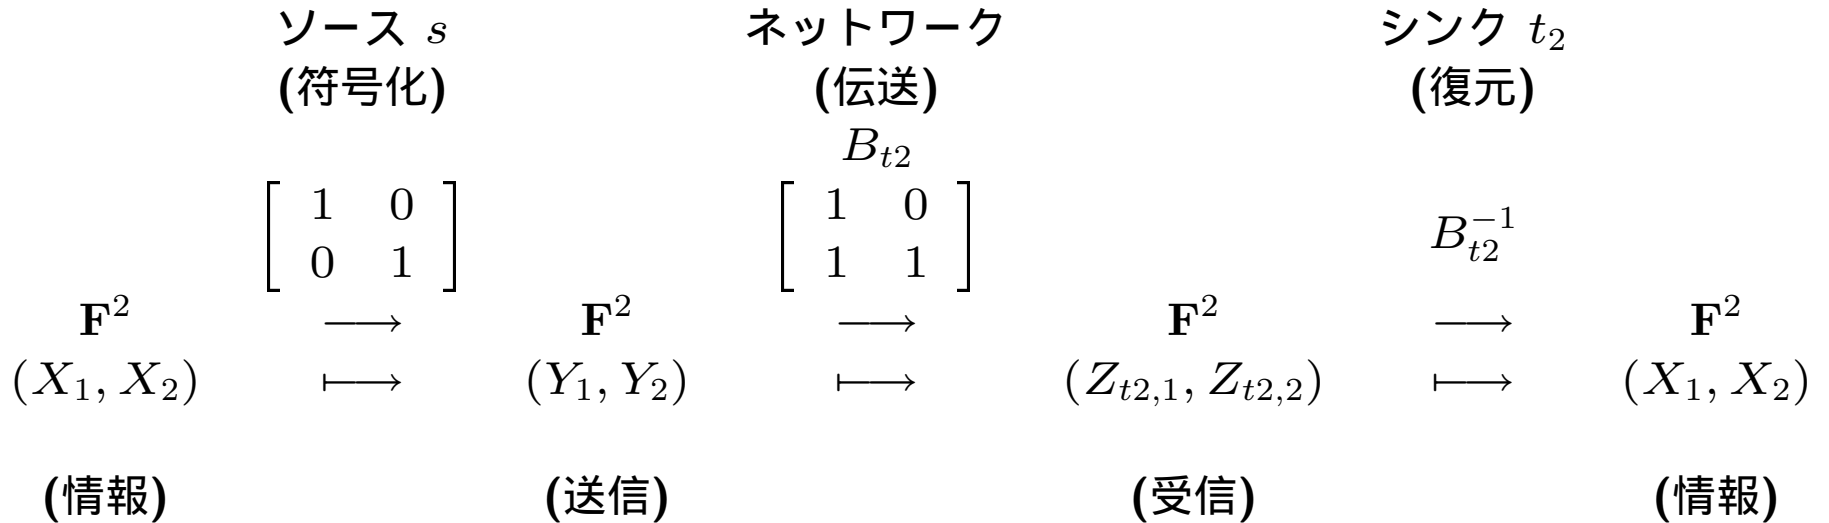 ソース s ネットワーク シンク t₂
(符号化) (伝送) (復元)
B_{t2}
[ 1 0 [ 1 0 B_{t2}^{-1}
0 1 ] 1 1 ]
F² ⟶ F² ⟶ F² ⟶ F²
(X₁, X₂) ⟼ (Y₁, Y₂) ⟼ (Z_{t2,1}, Z_{t2,2}) ⟼ (X₁, X₂)
(情報) (送信) (受信) (情報)